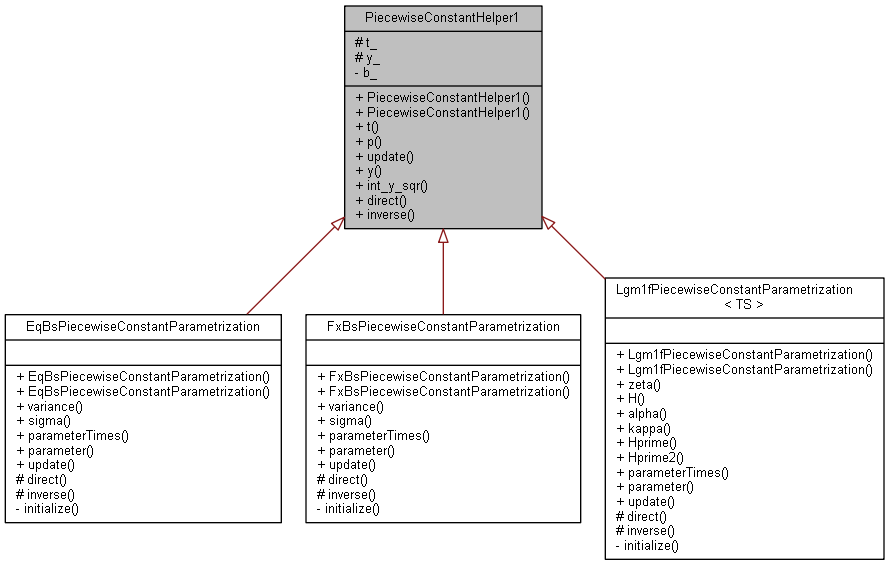 PiecewiseConstantHelper1
# t_
# y_
- b_
+ PiecewiseConstantHelper1()
+ PiecewiseConstantHelper1()
+ t()
+ p()
+ update()
+ y()
+ int_y_sqr()
+ direct()
+ inverse()
EqBsPiecewiseConstantParametrization
+ EqBsPiecewiseConstantParametrization()
+ EqBsPiecewiseConstantParametrization()
+ variance()
+ sigma()
+ parameterTimes()
+ parameter()
+ update()
# direct()
# inverse()
- initialize()
FxBsPiecewiseConstantParametrization
+ FxBsPiecewiseConstantParametrization()
+ FxBsPiecewiseConstantParametrization()
+ variance()
+ sigma()
+ parameterTimes()
+ parameter()
+ update()
# direct()
# inverse()
- initialize()
Lgm1fPiecewiseConstantParametrization
< TS >
+ Lgm1fPiecewiseConstantParametrization()
+ Lgm1fPiecewiseConstantParametrization()
+ zeta()
+ H()
+ alpha()
+ kappa()
+ Hprime()
+ Hprime2()
+ parameterTimes()
+ parameter()
+ update()
# direct()
# inverse()
- initialize()